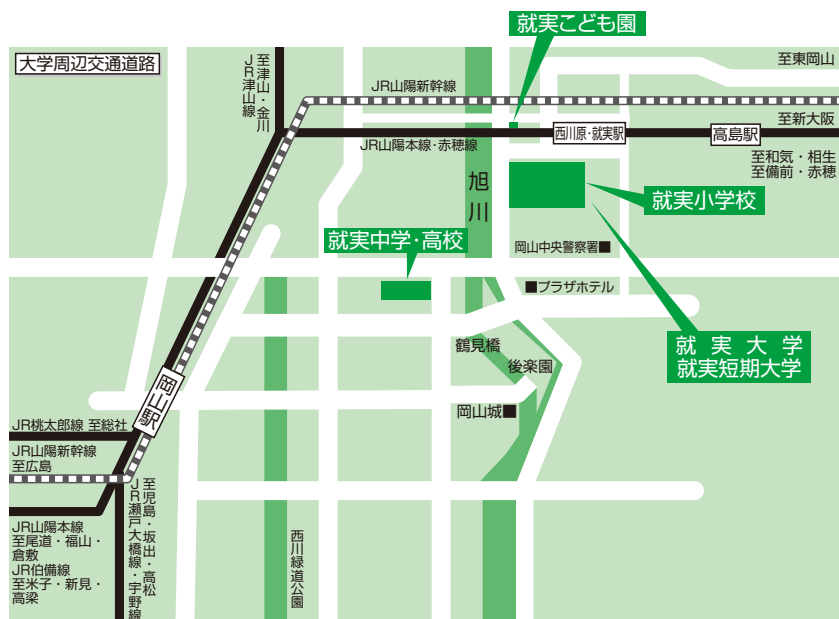 就実こども園
大学周辺交通道路
至津山・金川
JR津山線
至東岡山
JR山陽新幹線
至新大阪
西川原・就実駅
高島駅
JR山陽本線・赤穂線
至和気・相生
至備前・赤穂
旭川
就実小学校
就実中学・高校
岡山中央警察署■
■プラザホテル
就実大学
就実短期大学
鶴見橋
後楽園
岡山駅
岡山城■
JR桃太郎線 至総社
JR山陽新幹線
至広島
至児島・坂出・高松
JR瀬戸大橋線・宇野線
JR山陽本線
至尾道・福山・
倉敷
JR伯備線
至米子・新見・
高梁
西川緑道公園